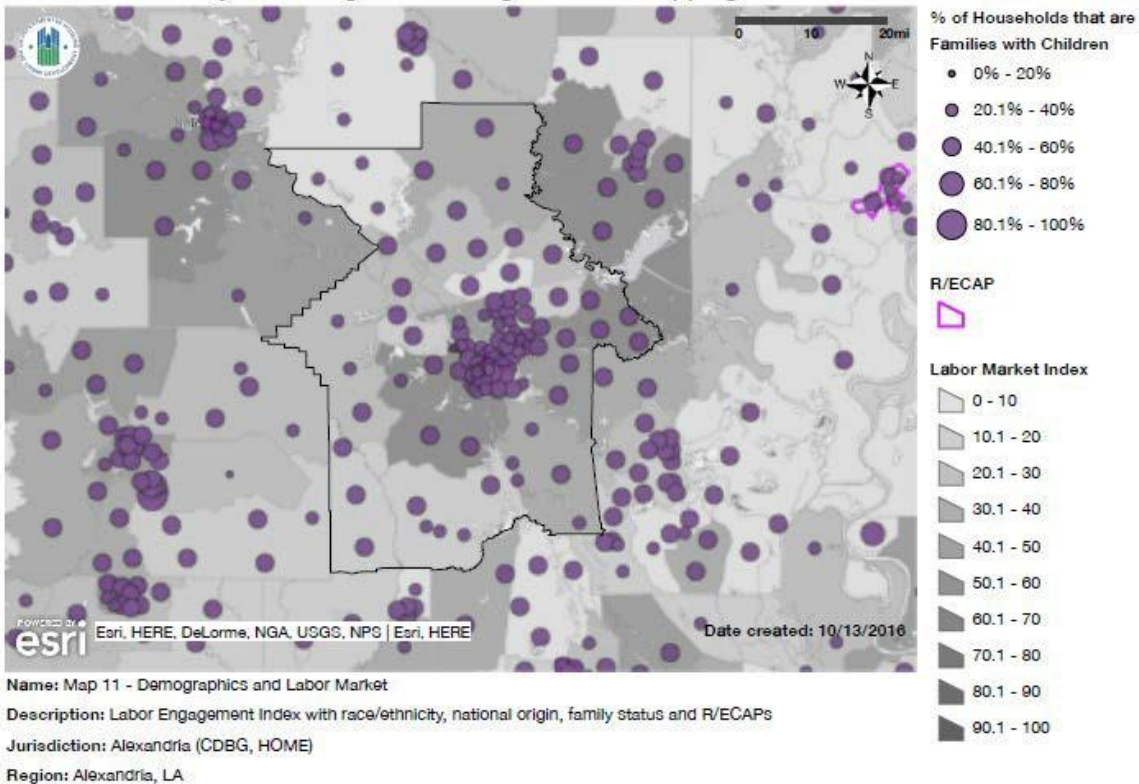 0 10 20mi
N
W E
S
esri
POWERED BY
Esri, HERE, DeLorme, NGA, USGS, NPS | Esri, HERE
Date created: 10/13/2016
% of Households that are
Families with Children
0% - 20%
20.1% - 40%
40.1% - 60%
60.1% - 80%
80.1% - 100%
R/ECAP
Labor Market Index
0 - 10
10.1 - 20
20.1 - 30
30.1 - 40
40.1 - 50
50.1 - 60
60.1 - 70
70.1 - 80
80.1 - 90
90.1 - 100
Name: Map 11 - Demographics and Labor Market
Description: Labor Engagement Index with race/ethnicity, national origin, family status and R/ECAPs
Jurisdiction: Alexandria (CDBG, HOME)
Region: Alexandria, LA